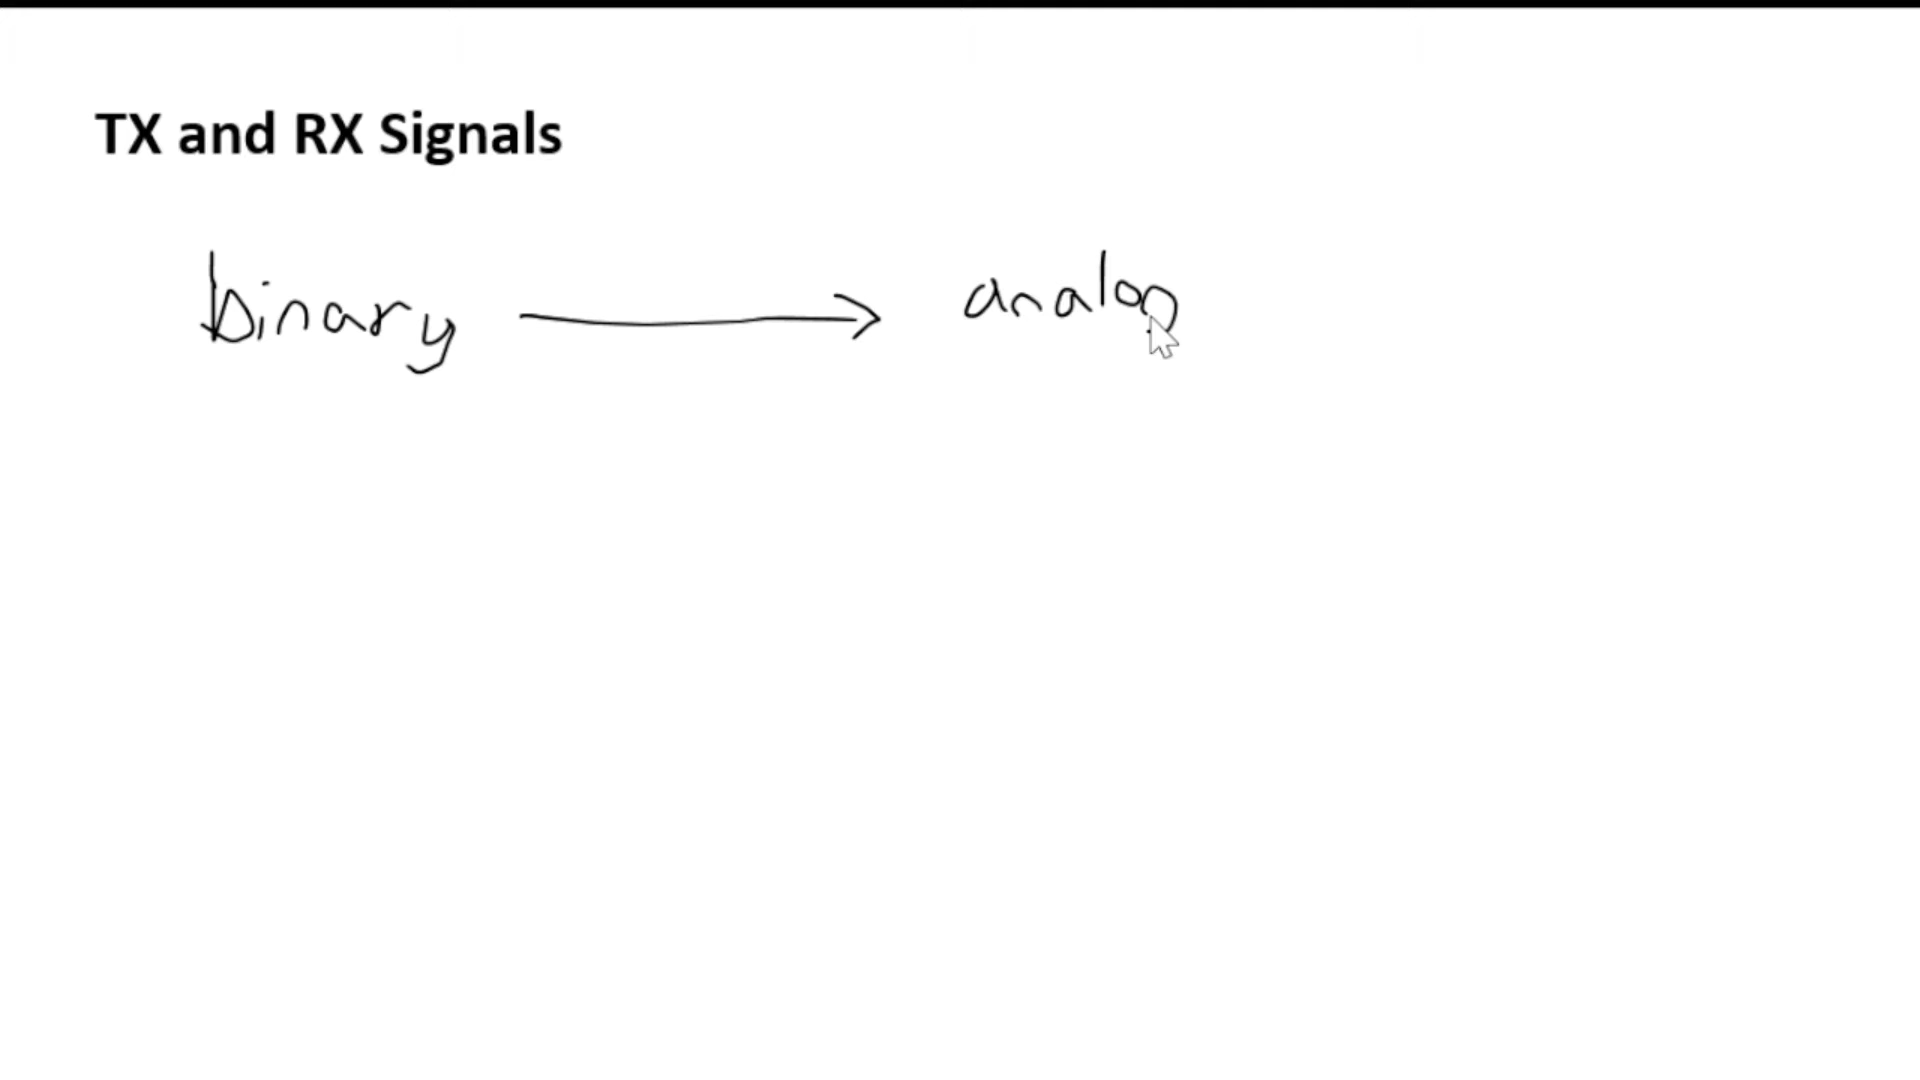 TX and RX Signals
binary → analog